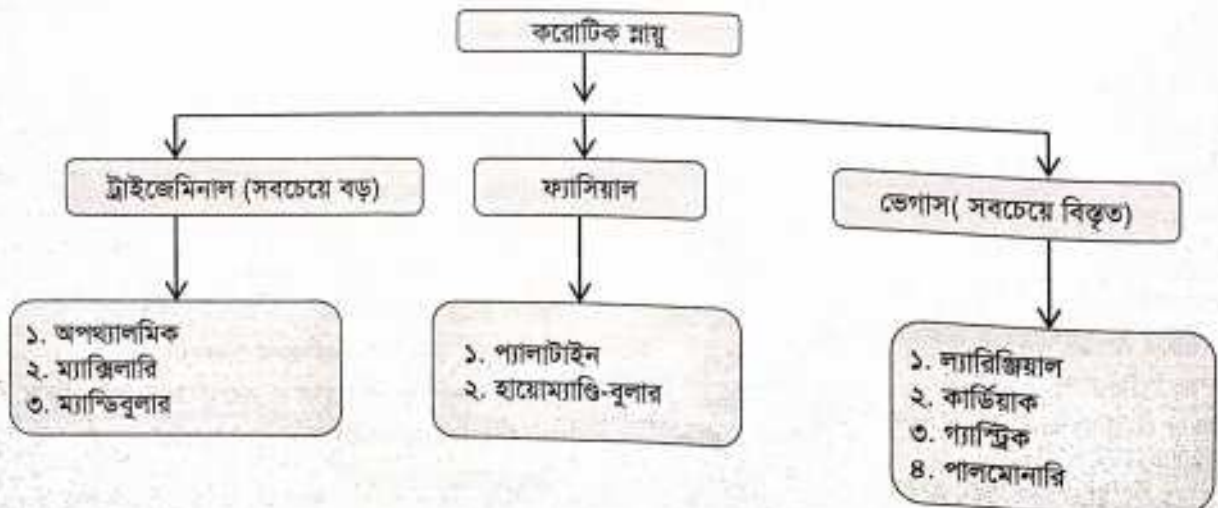 করোটিক স্নায়ু
ট্রাইজেমিনাল (সবচেয়ে বড়)
ফ্যাসিয়াল
ভেগাস( সবচেয়ে বিস্তৃত)
১. অপথ্যালমিক
২. ম্যাক্সিলারি
৩. ম্যান্ডিবুলার
১. প্যালাটাইন
২. হায়োম্যাণ্ডি-বুলার
১. ল্যারিঞ্জিয়াল
২. কার্ডিয়াক
৩. গ্যাস্ট্রিক
৪. পালমোনারি